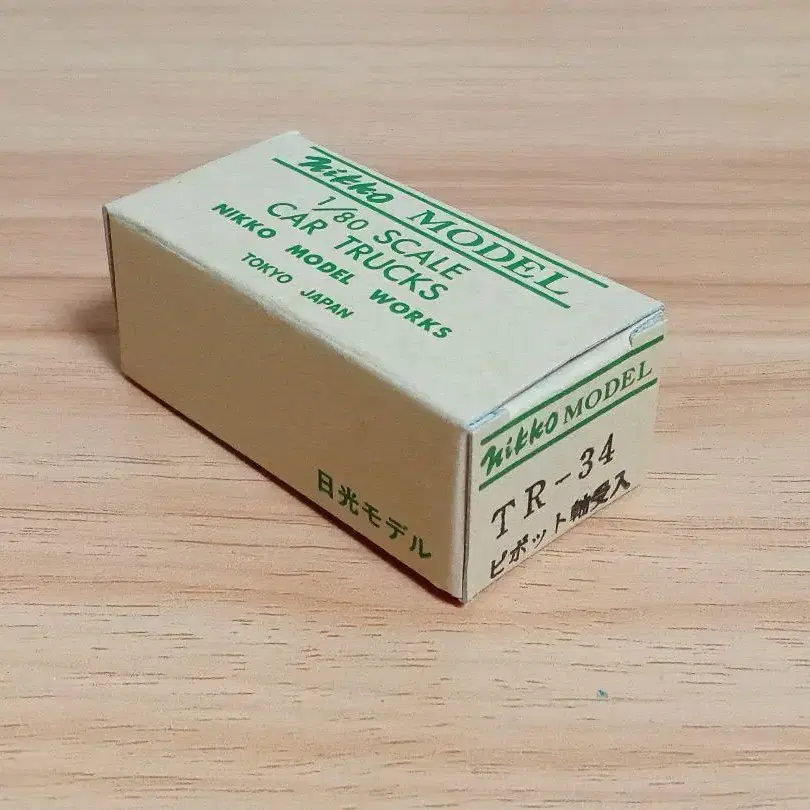 Nikko MODEL
1/80 SCALE
CAR TRUCKS
NIKKO MODEL WORKS
TOKYO JAPAN
日光モデル
Nikko MODEL
TR-34
ピボット軸受入